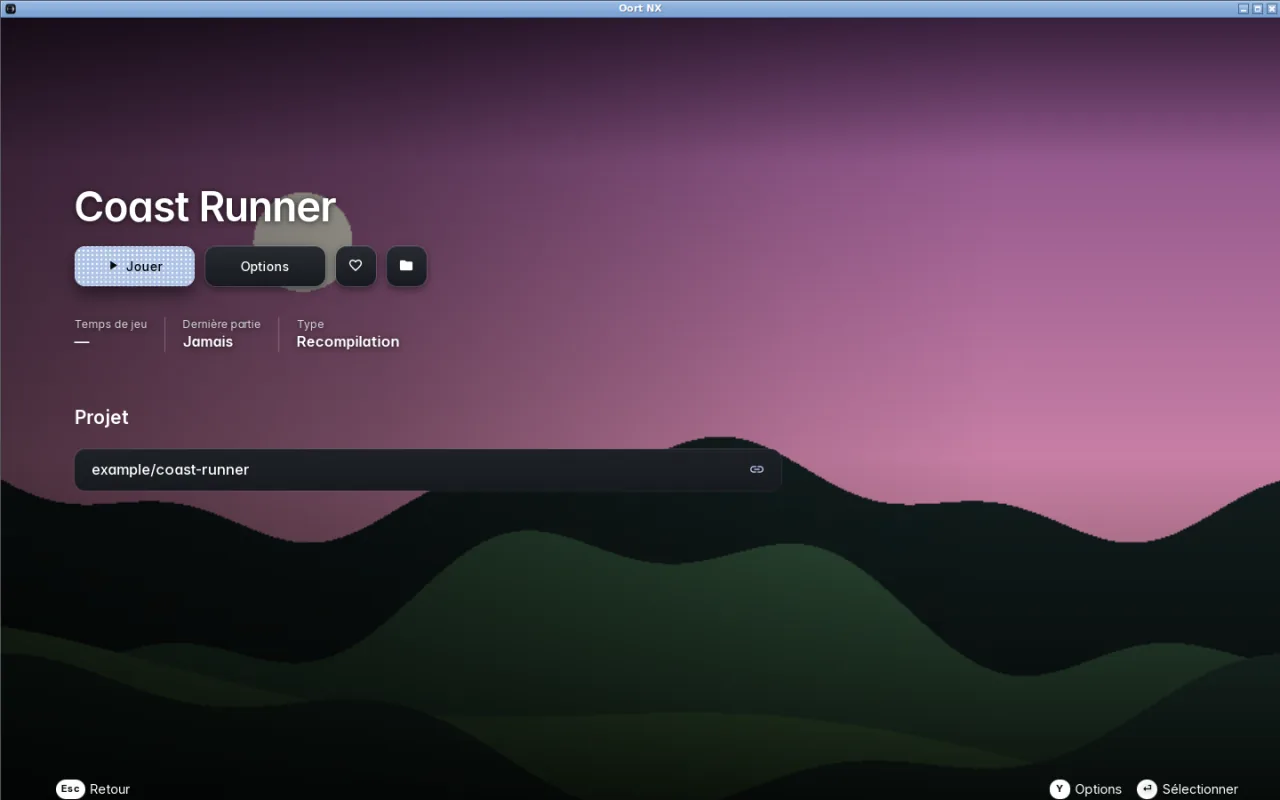 Oort NX
Coast Runner
Jouer
Options
Temps de jeu
—
Dernière partie
Jamais
Type
Recompilation
Projet
example/coast-runner
Esc Retour
Y Options
Sélectionner